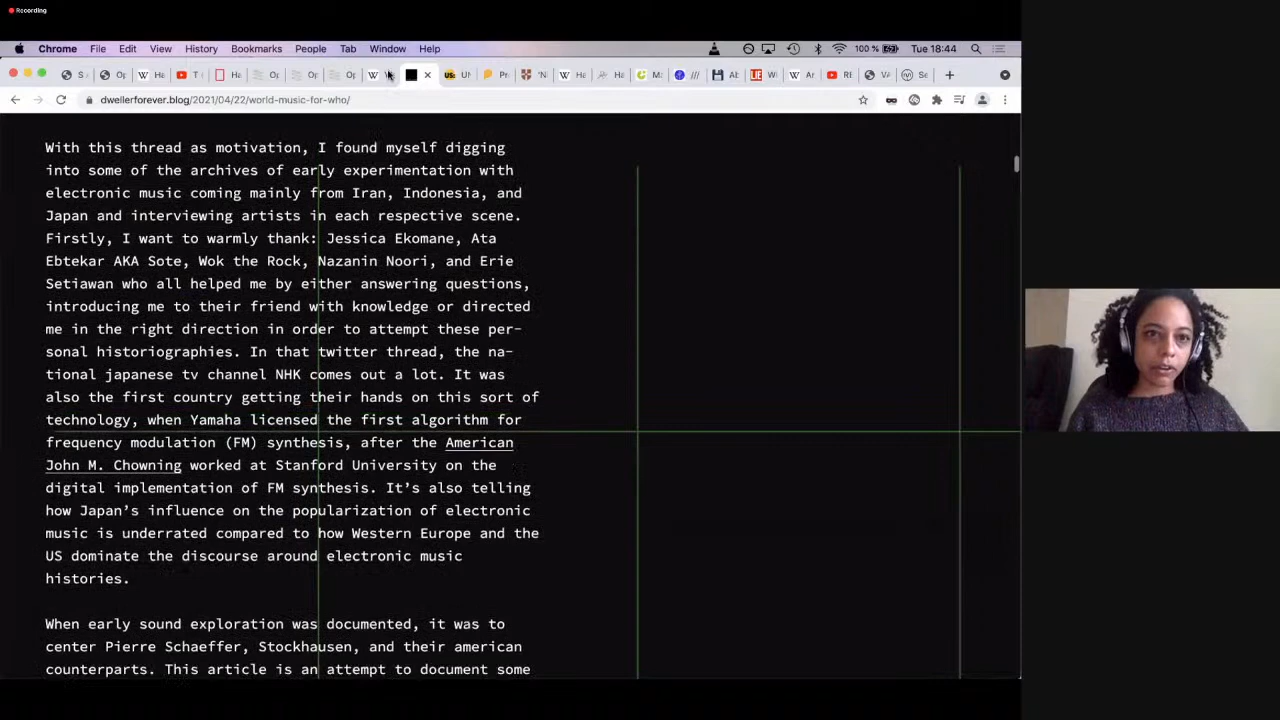 Recording
Chrome File Edit View History Bookmarks People Tab Window Help 100 % Tue 18:44
dwellerforever.blog/2021/04/22/world-music-for-who/
With this thread as motivation, I found myself digging
into some of the archives of early experimentation with
electronic music coming mainly from Iran, Indonesia, and
Japan and interviewing artists in each respective scene.
Firstly, I want to warmly thank: Jessica Ekomane, Ata
Ebtekar AKA Sote, Wok the Rock, Nazanin Noori, and Erie
Setiawan who all helped me by either answering questions,
introducing me to their friend with knowledge or directed
me in the right direction in order to attempt these per-
sonal historiographies. In that twitter thread, the na-
tional japanese tv channel NHK comes out a lot. It was
also the first country getting their hands on this sort of
technology, when Yamaha licensed the first algorithm for
frequency modulation (FM) synthesis, after the American
John M. Chowning worked at Stanford University on the
digital implementation of FM synthesis. It’s also telling
how Japan’s influence on the popularization of electronic
music is underrated compared to how Western Europe and the
US dominate the discourse around electronic music
histories.
When early sound exploration was documented, it was to
center Pierre Schaeffer, Stockhausen, and their american
counterparts. This article is an attempt to document some